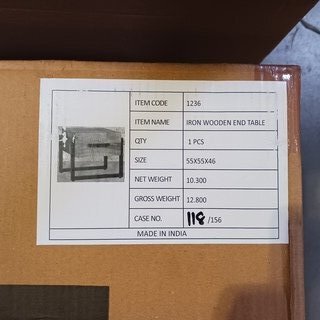 ITEM CODE 1236
ITEM NAME IRON WOODEN END TABLE
QTY 1 PCS
SIZE 55X55X46
NET WEIGHT 10.300
GROSS WEIGHT 12.800
CASE NO. 118 /156
MADE IN INDIA